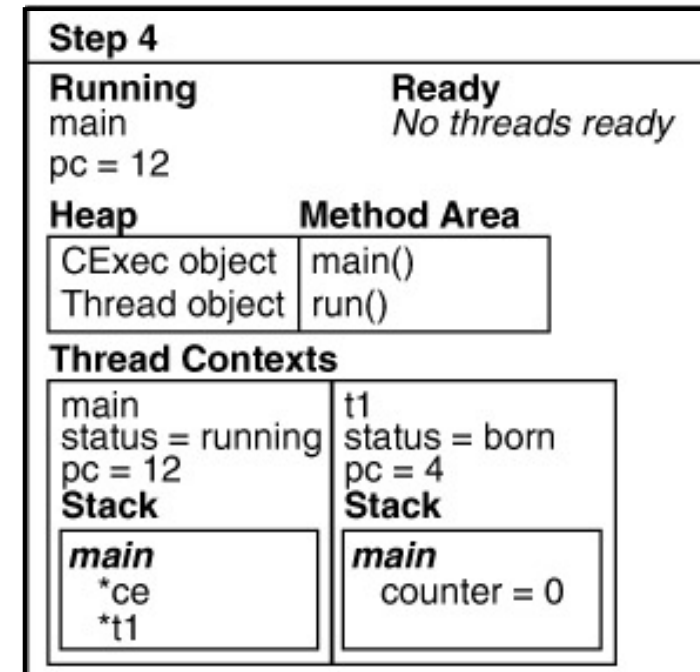 Step 4
Running Ready
main No threads ready
pc = 12
Heap Method Area
CExec object main()
Thread object run()
Thread Contexts
main t1
status = running status = born
pc = 12 pc = 4
Stack Stack
main main
*ce counter = 0
*t1